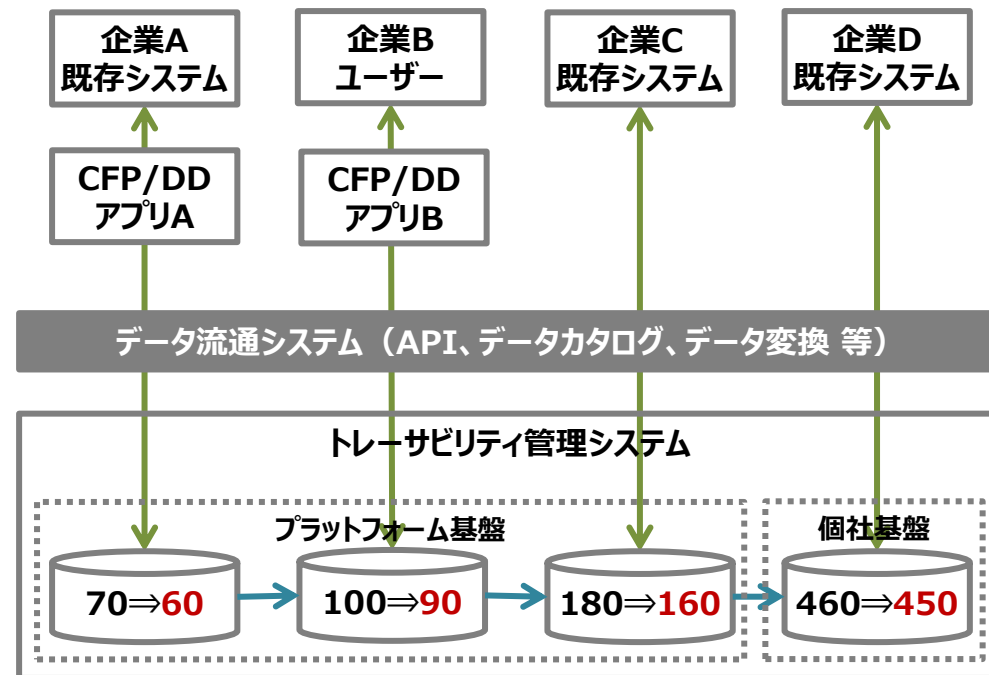 企業A
既存システム
企業B
ユーザー
企業C
既存システム
企業D
既存システム
CFP/DD
アプリA
CFP/DD
アプリB
データ流通システム（API、データカタログ、データ変換 等）
トレーサビリティ管理システム
プラットフォーム基盤
個社基盤
70⇒60
100⇒90
180⇒160
460⇒450